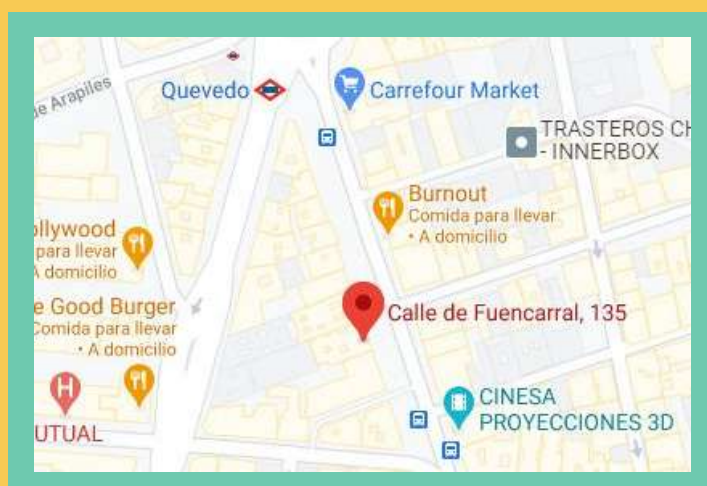 de Arapiles
Quevedo
Carrefour Market
TRASTEROS CH
- INNERBOX
Burnout
Comida para llevar
• A domicilio
ollywood
para llevar
A domicilio
e Good Burger
Comida para llevar
• A domicilio
Calle de Fuencarral, 135
H
UTUAL
CINESA
PROYECCIONES 3D